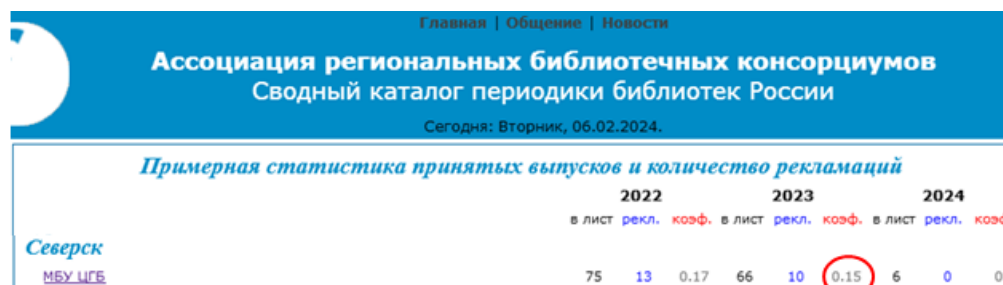 Главная | Общение | Новости
Ассоциация региональных библиотечных консорциумов
Сводный каталог периодики библиотек России
Сегодня: Вторник, 06.02.2024.
Примерная статистика принятых выпусков и количество рекламаций
2022 2023 2024
в лист рекл. коэф. в лист рекл. коэф. в лист рекл.
Северск
МБУ ЦГБ 75 13 0.17 66 10 0.15 6 0